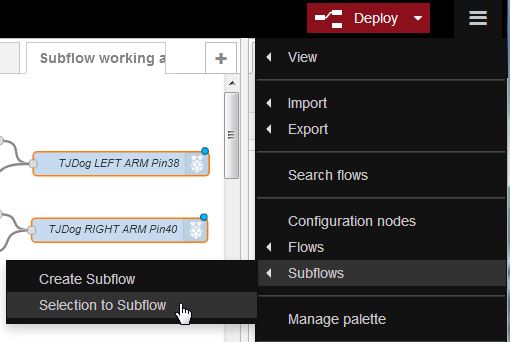 Deploy
Subflow working a
+
View
Import
Export
TJDog LEFT ARM Pin38
Search flows
TJDog RIGHT ARM Pin40
Configuration nodes
Flows
Subflows
Create Subflow
Selection to Subflow
Manage palette